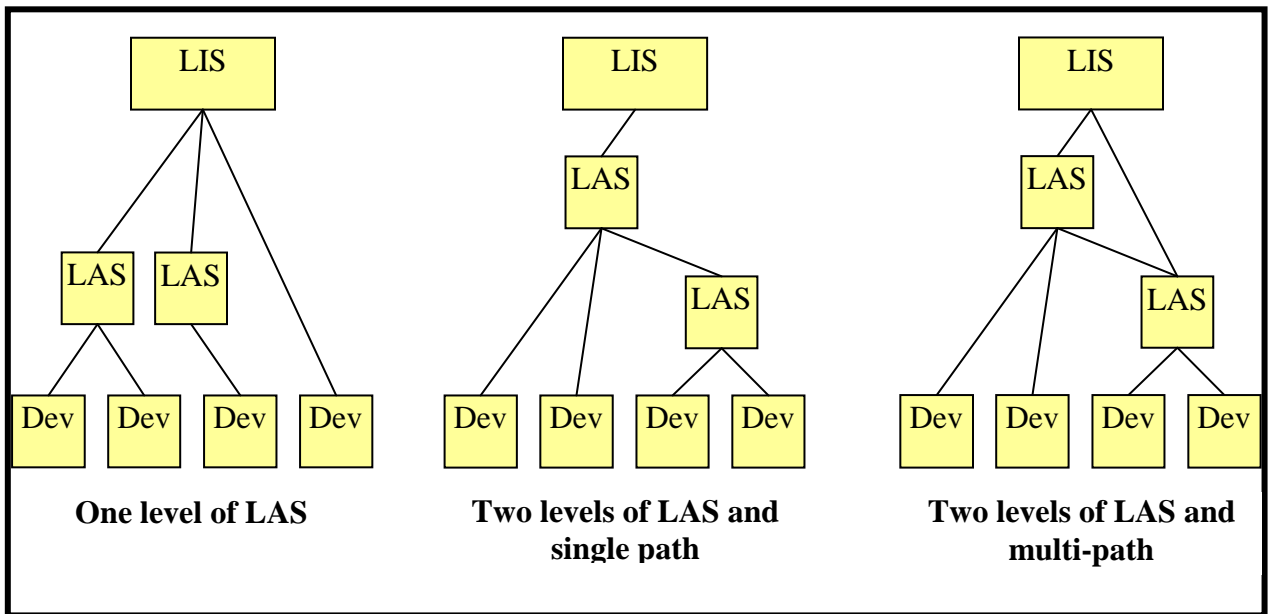 LIS
LAS
LAS
Dev
Dev
Dev
Dev
One level of LAS
LIS
LAS
LAS
Dev
Dev
Dev
Dev
Two levels of LAS and
single path
LIS
LAS
LAS
Dev
Dev
Dev
Dev
Two levels of LAS and
multi-path